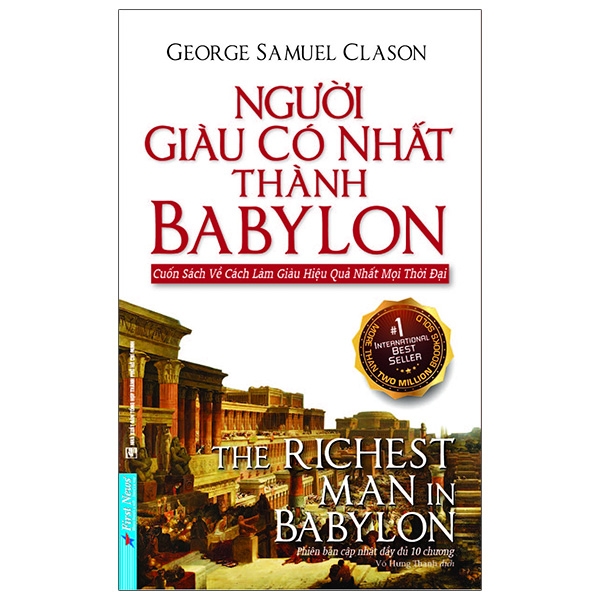 GEORGE SAMUEL CLASON
NGƯỜI
GIÀU CÓ NHẤT
THÀNH
BABYLON
Cuốn Sách Về Cách Làm Giàu Hiệu Quả Nhất Mọi Thời Đại
#1
INTERNATIONAL
BEST
SELLER
MORE THAN TWO MILLION BOOOKS SOLD
THE RICHEST
MAN IN
BABYLON
Phiên bản cập nhật đầy đủ 10 chương
Võ Hưng Thanh dịch
First News